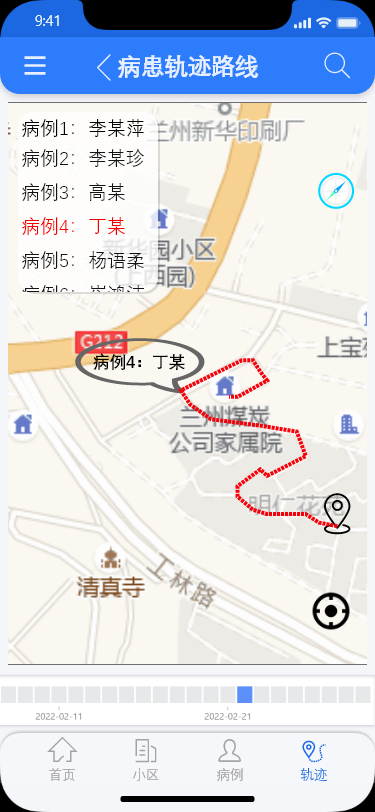 9:41
病患轨迹路线
兰州新华印刷厂
病例1：李某萍
病例2：李某珍
病例3：高某
病例4：丁某
新华园小区
病例5：杨语柔
G212
上宝
病例4：丁某
兰州煤炭
公司家属院
明仁花苑
清真寺
工林路
2022-02-11
2022-02-21
首页
小区
病例
轨迹